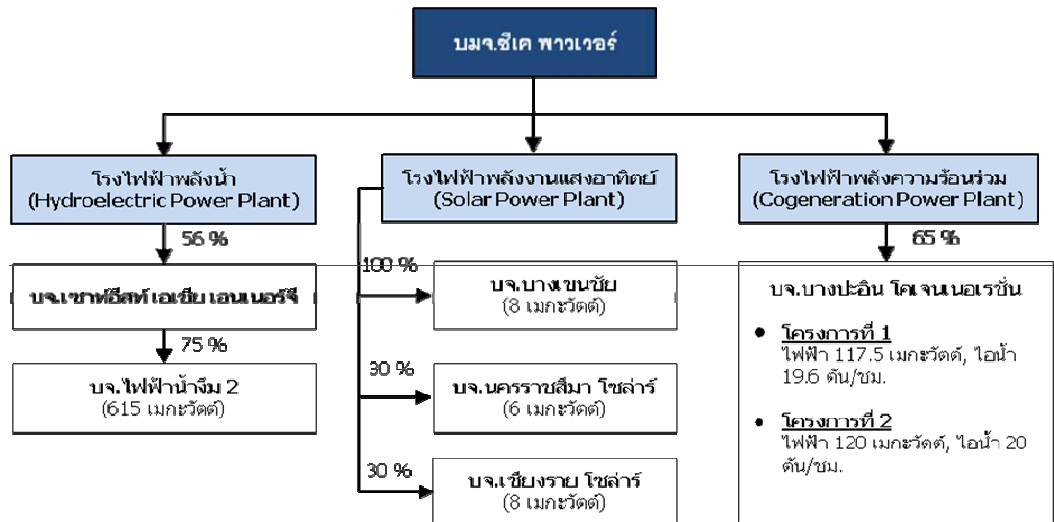 บมจ.ซีเค พาวเวอร์
โรงไฟฟ้าพลังน้ำ
(Hydroelectric Power Plant)
56 %
บจ.เซาท์อีสท์ เอเชีย เอนเนอร์จี
75 %
บจ.ไฟฟ้าน้ำงึม 2
(615 เมกะวัตต์)
โรงไฟฟ้าพลังงานแสงอาทิตย์
(Solar Power Plant)
100 %
บจ.บางเขนชัย
(8 เมกะวัตต์)
30 %
บจ.นครราชสีมา โซล่าร์
(6 เมกะวัตต์)
30 %
บจ.เชียงราย โซล่าร์
(8 เมกะวัตต์)
โรงไฟฟ้าพลังความร้อนร่วม
(Cogeneration Power Plant)
65 %
บจ.บางปะอิน โคเจนเนอเรชั่น
• โครงการที่ 1
ไฟฟ้า 117.5 เมกะวัตต์, ไอน้ำ
19.6 ตัน/ชม.
• โครงการที่ 2
ไฟฟ้า 120 เมกะวัตต์, ไอน้ำ 20
ตัน/ชม.